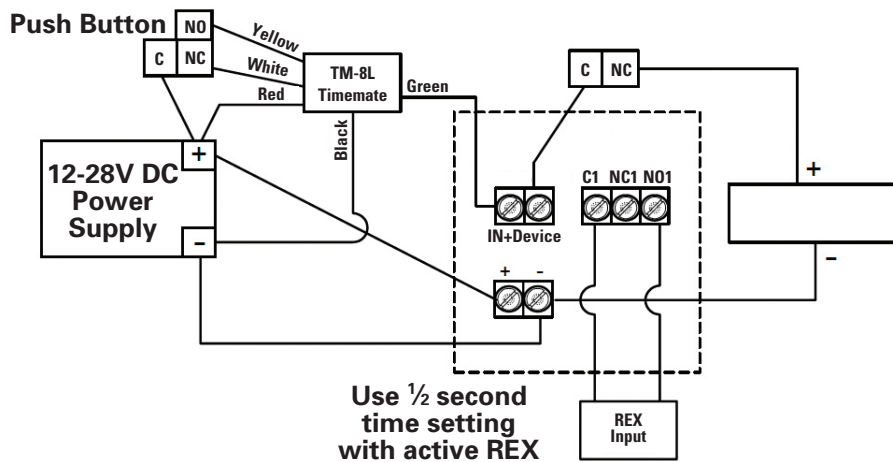 Push Button
NO
C
NC
Yellow
White
Red
TM-8L
Timemate
Green
Black
C
NC
12-28V DC
Power
Supply
+
–
C1 NC1 NO1
IN+Device
+ -
+
–
Use ½ second
time setting
with active REX
REX
Input